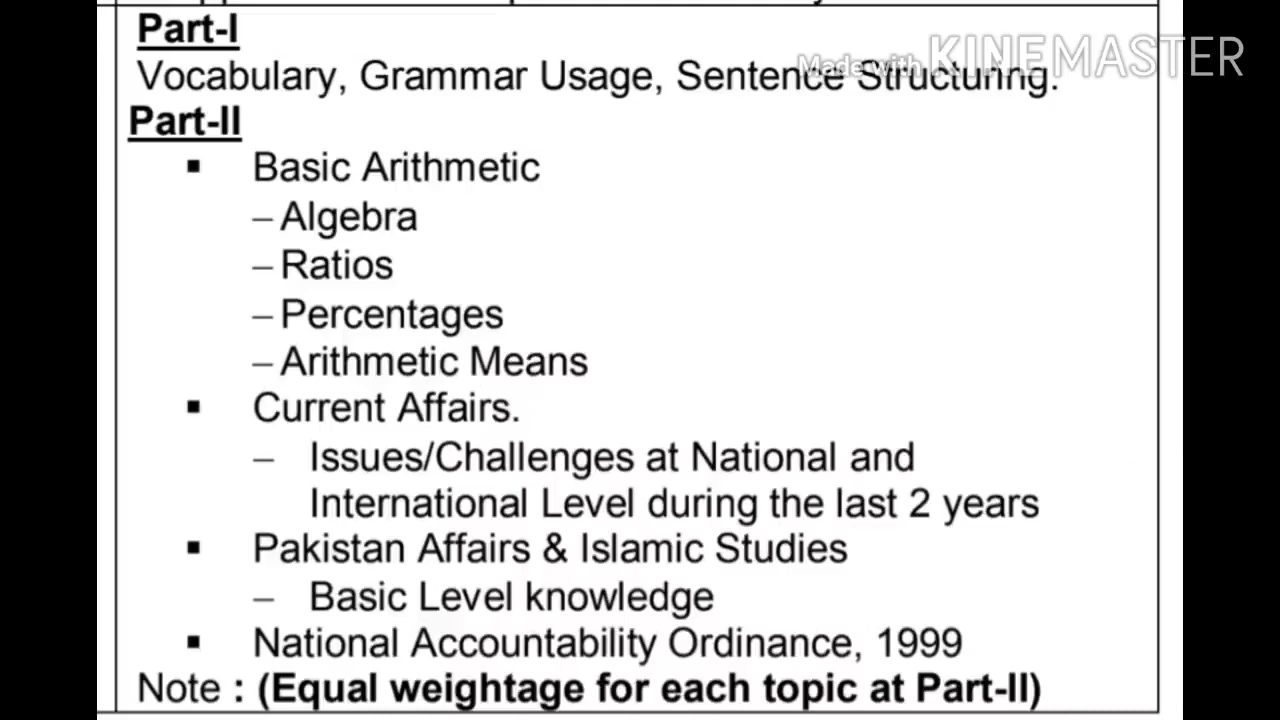 Part-I
Made with KINEMASTER
Vocabulary, Grammar Usage, Sentence Structuring.
Part-II
▪ Basic Arithmetic
– Algebra
– Ratios
– Percentages
– Arithmetic Means
▪ Current Affairs.
– Issues/Challenges at National and
International Level during the last 2 years
▪ Pakistan Affairs & Islamic Studies
– Basic Level knowledge
▪ National Accountability Ordinance, 1999
Note : (Equal weightage for each topic at Part-II)